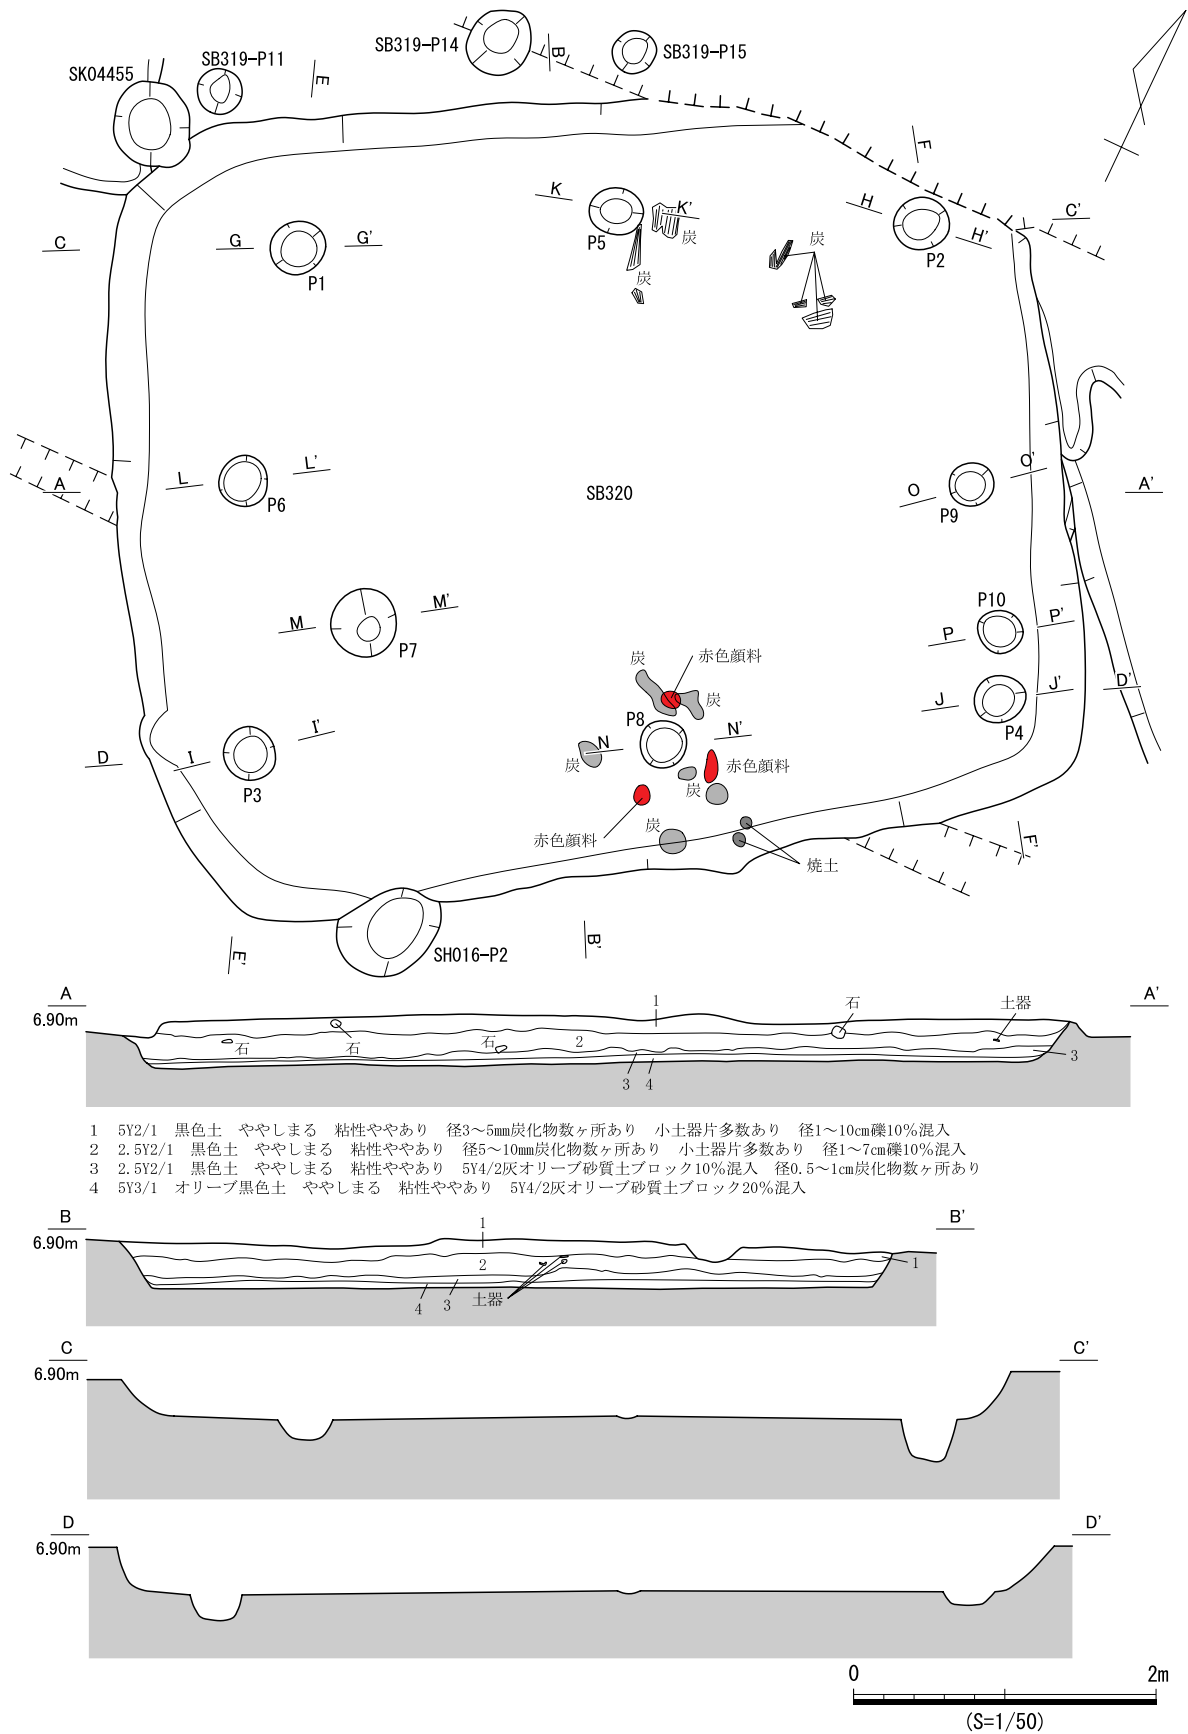 SB319-P14
B
SB319-P15
SB319-P11
SK04455
E
F
K
K'
炭
P5
炭
炭
H
H'
P2
C'
C
G
G'
P1
L
L'
P6
A
SB320
O
O'
P9
A'
M
M'
P7
P10
P
P'
J
J'
P4
D'
炭
赤色顔料
炭
P8
N
N'
炭
赤色顔料
炭
赤色顔料
炭
焼土
I
I'
P3
D
F'
SH016-P2
E'
B'
A
A'
6.90m
1
石
土器
石
石
石
2
3
3
4
1 5Y2/1 黒色土 ややしまる 粘性ややあり 径3～5mm炭化物数ヶ所あり 小土器片多数あり 径1～10cm礫10%混入
2 2.5Y2/1 黒色土 ややしまる 粘性ややあり 径5～10mm炭化物数ヶ所あり 小土器片多数あり 径1～7cm礫10%混入
3 2.5Y2/1 黒色土 ややしまる 粘性ややあり 5Y4/2灰オリーブ砂質土ブロック10%混入 径0.5～1cm炭化物数ヶ所あり
4 5Y3/1 オリーブ黒色土 ややしまる 粘性ややあり 5Y4/2灰オリーブ砂質土ブロック20%混入
B
B'
6.90m
1
2
1
4
3
土器
C
C'
6.90m
D
D'
6.90m
0 2m
(S=1/50)